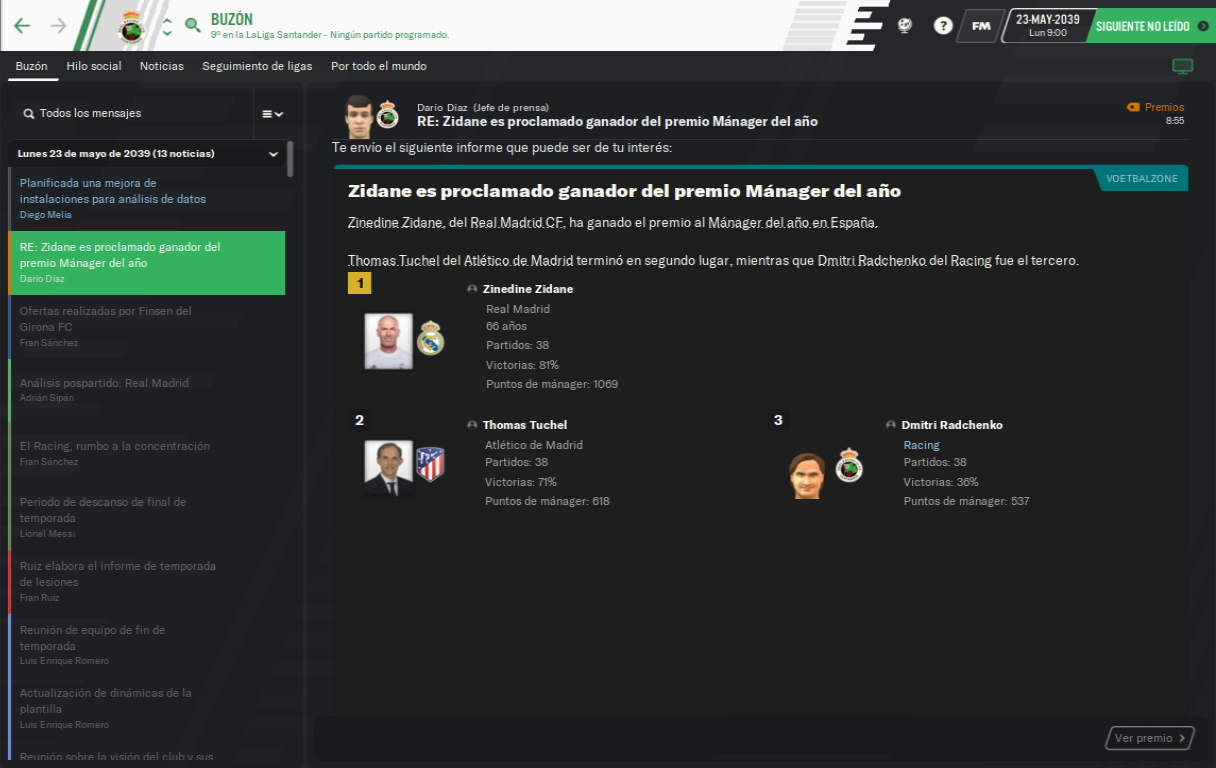 BUZÓN
9º en la LaLiga Santander - Ningún partido programado.
?
FM
23-MAY-2039
Lun 9:00
SIGUIENTE NO LEÍDO
Buzón
Hilo social
Noticias
Seguimiento de ligas
Por todo el mundo
Todos los mensajes
Lunes 23 de mayo de 2039 (13 noticias)
Planificada una mejora de
instalaciones para análisis de datos
Diego Melia
RE: Zidane es proclamado ganador del
premio Mánager del año
Darío Díaz
Ofertas realizadas por Finsen del
Girona FC
Fran Sánchez
Análisis pospartido: Real Madrid
Adrián Sipán
El Racing, rumbo a la concentración
Fran Sánchez
Periodo de descanso de final de
temporada
Lionel Messi
Ruiz elabora el informe de temporada
de lesiones
Fran Ruiz
Reunión de equipo de fin de
temporada
Luis Enrique Romero
Actualización de dinámicas de la
plantilla
Luis Enrique Romero
Reunión sobre la visión del club y sus
Darío Díaz (Jefe de prensa)
RE: Zidane es proclamado ganador del premio Mánager del año
Premios
8:55
Te envío el siguiente informe que puede ser de tu interés:
VOETBALZONE
Zidane es proclamado ganador del premio Mánager del año
Zinedine Zidane, del Real Madrid CF, ha ganado el premio al Mánager del año en España.
Thomas Tuchel del Atlético de Madrid terminó en segundo lugar, mientras que Dmitri Radchenko del Racing fue el tercero.
1
Zinedine Zidane
Real Madrid
66 años
Partidos: 38
Victorias: 81%
Puntos de mánager: 1069
2
Thomas Tuchel
Atlético de Madrid
Partidos: 38
Victorias: 71%
Puntos de mánager: 618
3
Dmitri Radchenko
Racing
Partidos: 38
Victorias: 36%
Puntos de mánager: 537
Ver premio